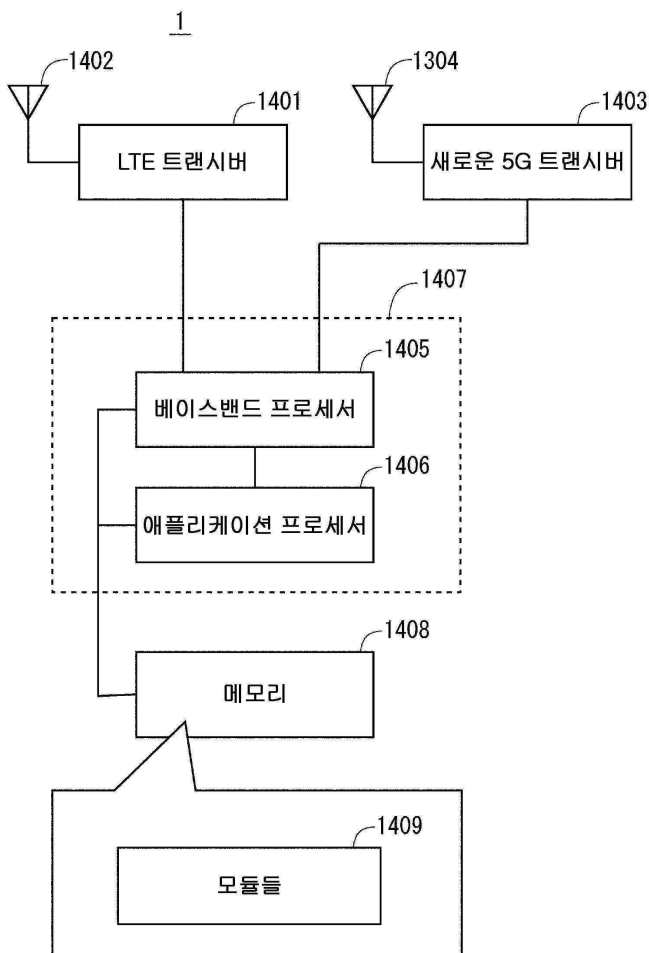 1
1402
1401
1304
1403
LTE 트랜시버
새로운 5G 트랜시버
1407
1405
베이스밴드 프로세서
1406
애플리케이션 프로세서
1408
메모리
1409
모듈들